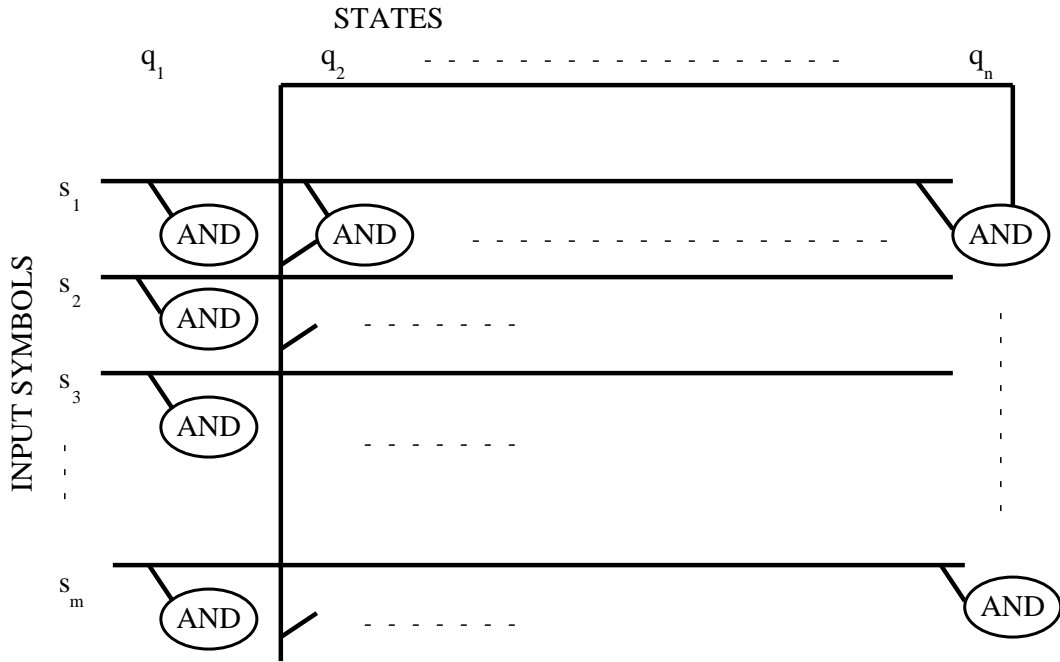 STATES
q1 q2 - - - - - - - - - - - - - - - - - - qn
s1
AND AND - - - - - - - - - - - - - - - - - - AND
s2
AND - - - - - - -
s3
AND - - - - - - -
INPUT SYMBOLS
sm
AND - - - - - - - AND